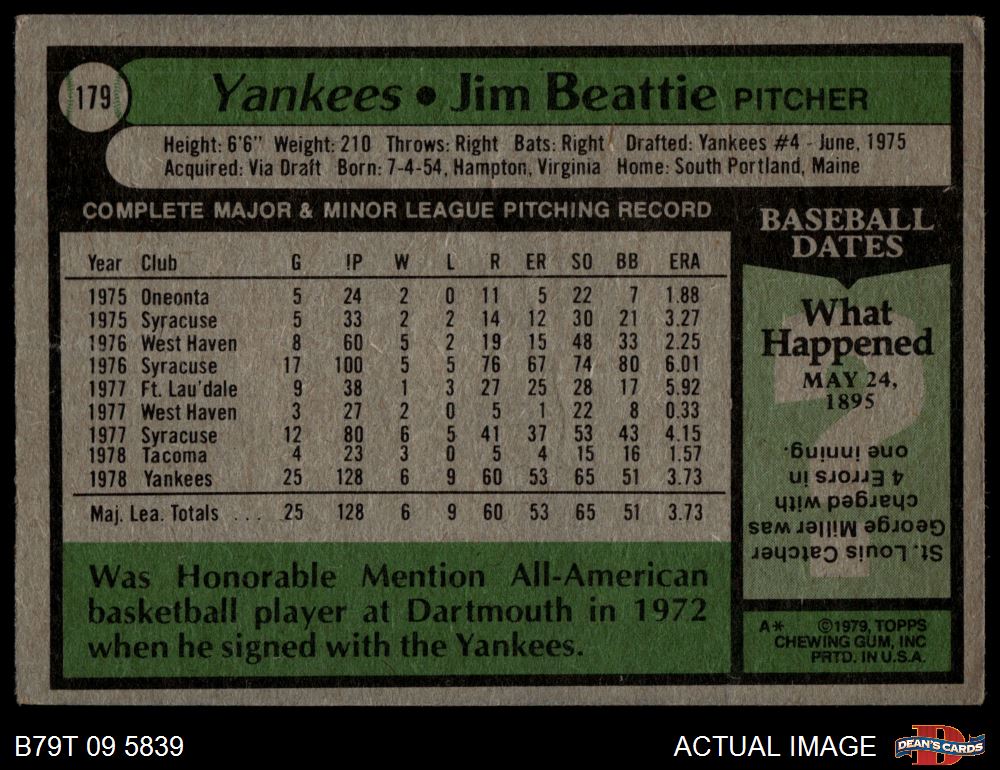 179
Yankees • Jim Beattie PITCHER
Height: 6'6" Weight: 210 Throws: Right Bats: Right Drafted: Yankees #4 - June, 1975
Acquired: Via Draft Born: 7-4-54, Hampton, Virginia Home: South Portland, Maine
COMPLETE MAJOR & MINOR LEAGUE PITCHING RECORD
Year Club G IP W L R ER SO BB ERA
1975 Oneonta 5 24 2 0 11 5 22 7 1.88
1975 Syracuse 5 33 2 2 14 12 30 21 3.27
1976 West Haven 8 60 5 2 19 15 48 33 2.25
1976 Syracuse 17 100 5 5 76 67 74 80 6.01
1977 Ft. Lau'dale 9 38 1 3 27 25 28 17 5.92
1977 West Haven 3 27 2 0 5 1 22 8 0.33
1977 Syracuse 12 80 6 5 41 37 53 43 4.15
1978 Tacoma 4 23 3 0 5 4 15 16 1.57
1978 Yankees 25 128 6 9 60 53 65 51 3.73
Maj. Lea. Totals ... 25 128 6 9 60 53 65 51 3.73
Was Honorable Mention All-American
basketball player at Dartmouth in 1972
when he signed with the Yankees.
BASEBALL
DATES
What
Happened
MAY 24,
1895
?
St. Louis Catcher
George Miller was
charged with
4 Errors in
one inning.
A* ©1979, TOPPS
CHEWING GUM, INC
PRTD. IN U.S.A.
B79T 09 5839
ACTUAL IMAGE
D
DEAN'S CARDS